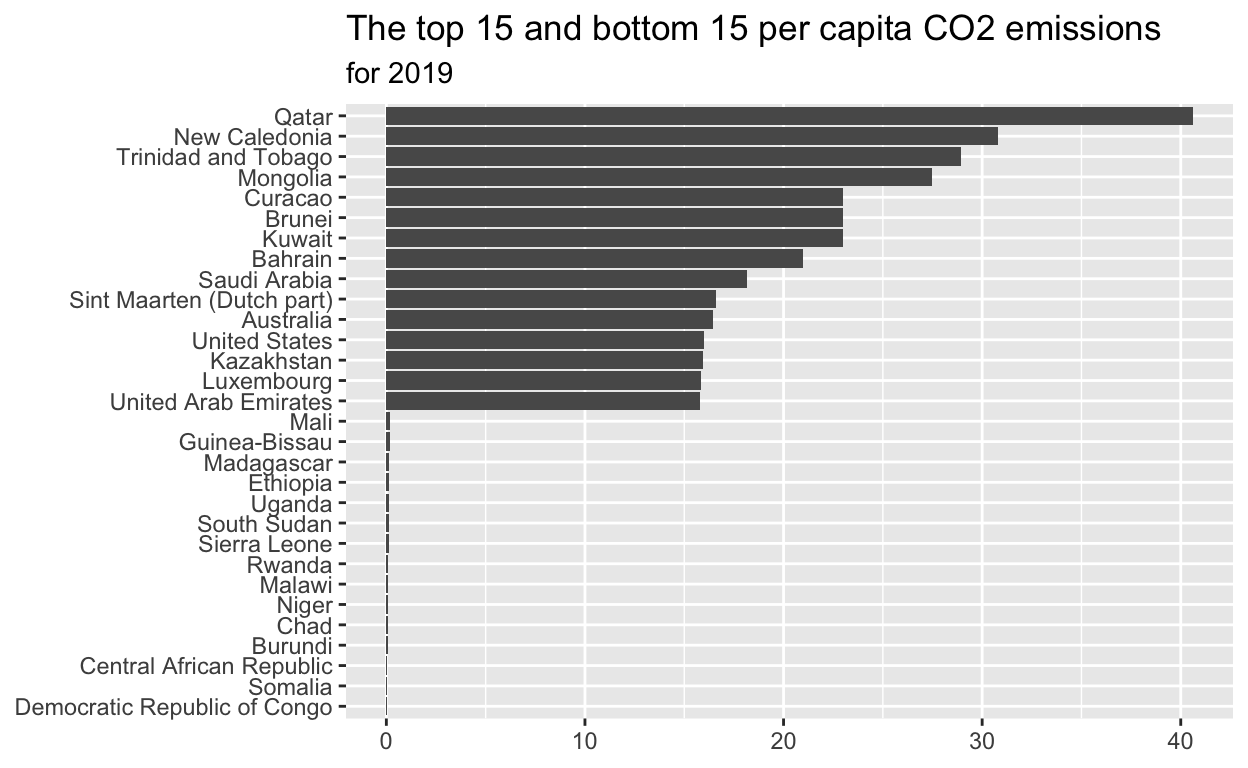 The top 15 and bottom 15 per capita CO2 emissions
for 2019
Qatar
New Caledonia
Trinidad and Tobago
Mongolia
Curacao
Brunei
Kuwait
Bahrain
Saudi Arabia
Sint Maarten (Dutch part)
Australia
United States
Kazakhstan
Luxembourg
United Arab Emirates
Mali
Guinea-Bissau
Madagascar
Ethiopia
Uganda
South Sudan
Sierra Leone
Rwanda
Malawi
Niger
Chad
Burundi
Central African Republic
Somalia
Democratic Republic of Congo
0 10 20 30 40